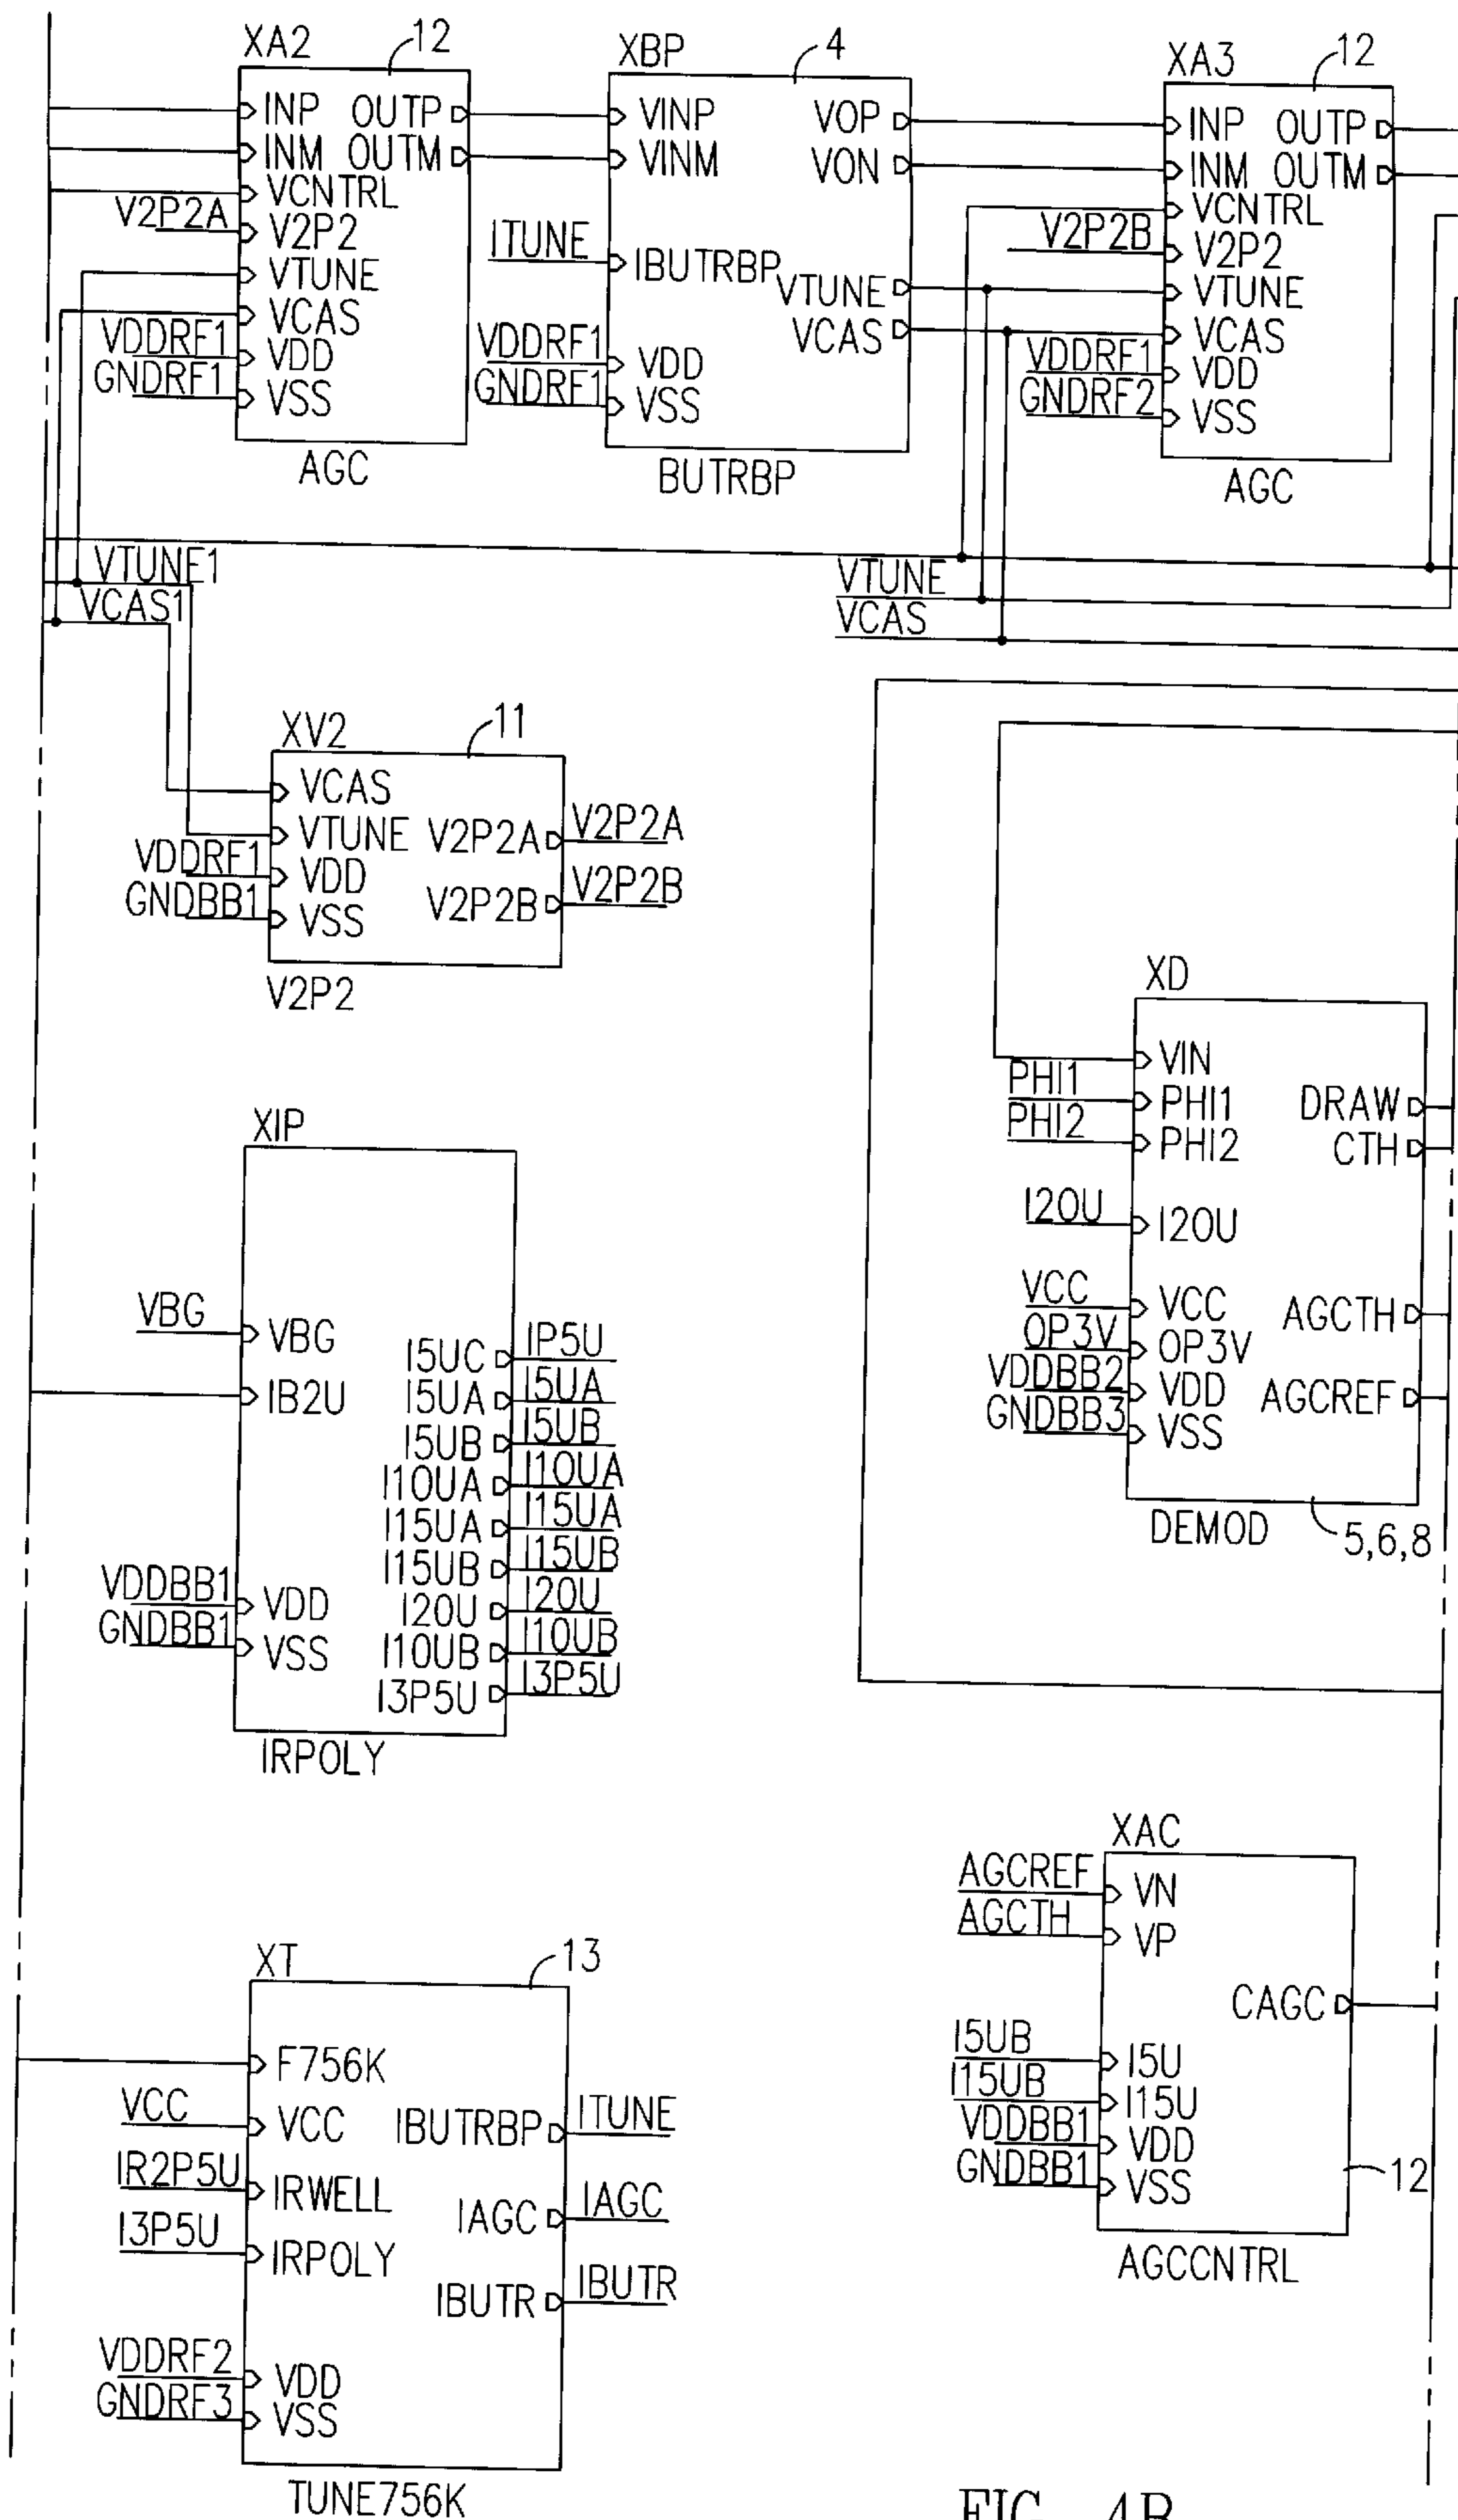 XA2
12
INP OUTP
INM OUTM
VCNTRL
V2P2A
V2P2
VTUNE
VCAS
VDDRF1
VDD
GNDRF1
VSS
AGC
XBP
4
VINP VOP
VINM VON
ITUNE
IBUTRBP
VTUNE
VCAS
VDDRF1
VDD
GNDRF1
VSS
BUTRBP
XA3
12
INP OUTP
INM OUTM
VCNTRL
V2P2B
V2P2
VTUNE
VCAS
VDDRF1
VDD
GNDRF2
VSS
AGC
VTUNE1
VCAS1
VTUNE
VCAS
XV2
11
VCAS
VTUNE V2P2A V2P2A
VDDRF1
VDD
GNDBB1
VSS
V2P2B V2P2B
V2P2
XD
VIN
PHI1
PHI1 DRAW
PHI2
PHI2 CTH
I20U
I20U
VCC
VCC AGCTH
OP3V
OP3V
VDDBB2
VDD AGCREF
GNDBB3
VSS
DEMOD
5,6,8
XIP
VBG
VBG
IB2U
I5UC IP5U
I5UA I5UA
I5UB I5UB
I10UA I10UA
I15UA I15UA
I15UB I15UB
I20U I20U
I10UB I10UB
I3P5U I3P5U
VDDBB1
VDD
GNDBB1
VSS
IRPOLY
XAC
AGCREF
VN
AGCTH
VP
CAGC
I5UB
I5U
I15UB
I15U
VDDBB1
VDD
GNDBB1
VSS
12
AGCCNTRL
XT
13
F756K
VCC
VCC
IBUTRBP ITUNE
IR2P5U
IRWELL
IAGC IAGC
I3P5U
IRPOLY
IBUTR IBUTR
VDDRF2
VDD
GNDRF3
VSS
TUNE756K
FIG. 4B